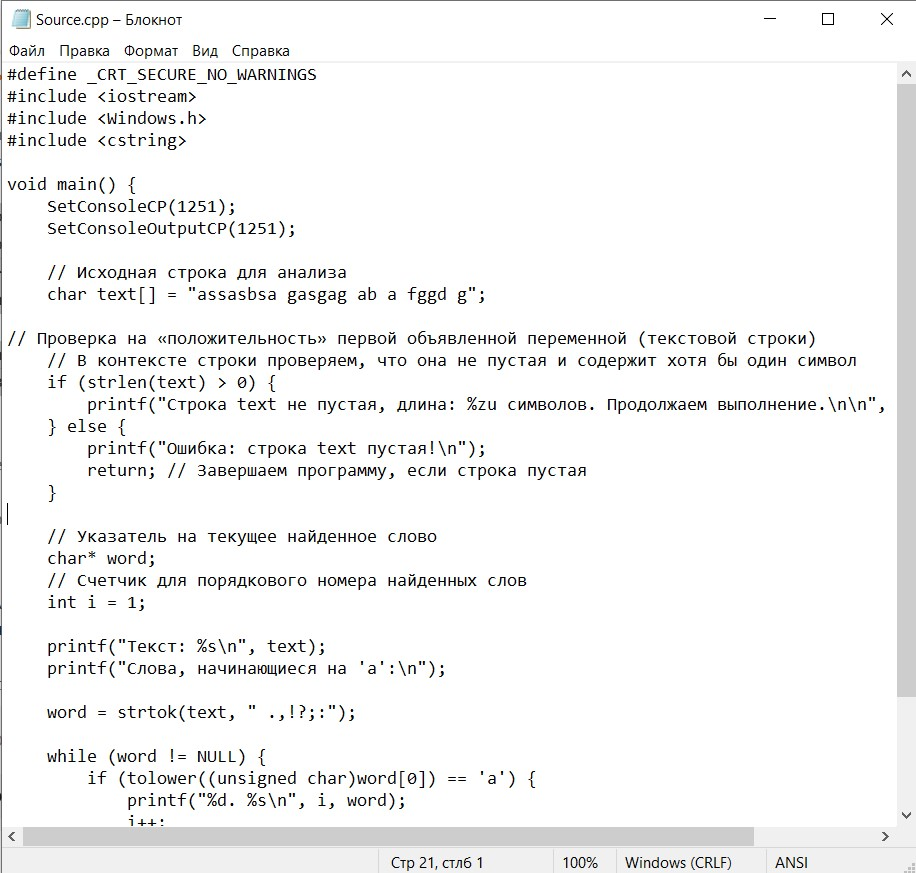 Source.cpp – Блокнот
Файл Правка Формат Вид Справка
#define _CRT_SECURE_NO_WARNINGS
#include <iostream>
#include <Windows.h>
#include <cstring>

void main() {
    SetConsoleCP(1251);
    SetConsoleOutputCP(1251);

    // Исходная строка для анализа
    char text[] = "assasbsa gasgag ab a fggd g";

// Проверка на «положительность» первой объявленной переменной (текстовой строки)
    // В контексте строки проверяем, что она не пустая и содержит хотя бы один символ
    if (strlen(text) > 0) {
        printf("Строка text не пустая, длина: %zu символов. Продолжаем выполнение.\n\n",
    } else {
        printf("Ошибка: строка text пустая!\n");
        return; // Завершаем программу, если строка пустая
    }

    // Указатель на текущее найденное слово
    char* word;
    // Счетчик для порядкового номера найденных слов
    int i = 1;

    printf("Текст: %s\n", text);
    printf("Слова, начинающиеся на 'a':\n");

    word = strtok(text, " .,!?;:");

    while (word != NULL) {
        if (tolower((unsigned char)word[0]) == 'a') {
            printf("%d. %s\n", i, word);
            i++;
Стр 21, стлб 1 100% Windows (CRLF) ANSI